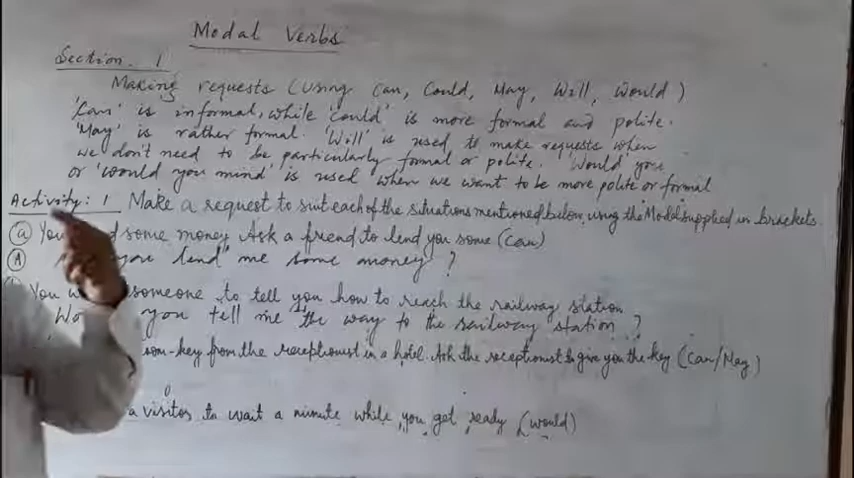 Modal Verbs
Section. 1
Making requests (using Can, Could, May, Will, Would)
'Can' is informal, while 'could' is more formal and polite.
'May' is rather formal. 'Will' is used to make requests when
we don't need to be particularly formal or polite. 'Would' you
or 'would you mind' is used when we want to be more polite or formal
Activity: 1 Make a request to suit each of the situations mentioned below, using the Modal supplied in brackets.
(a) You some money. Ask a friend to lend you some (can)
(A) you lend me some money?
You someone to tell you how to reach the railway station
you tell me the way to the railway station?
key from the receptionist in a hotel. Ask the receptionist to give you the key (Can/May)
a visitor to wait a minute while you get ready (would)